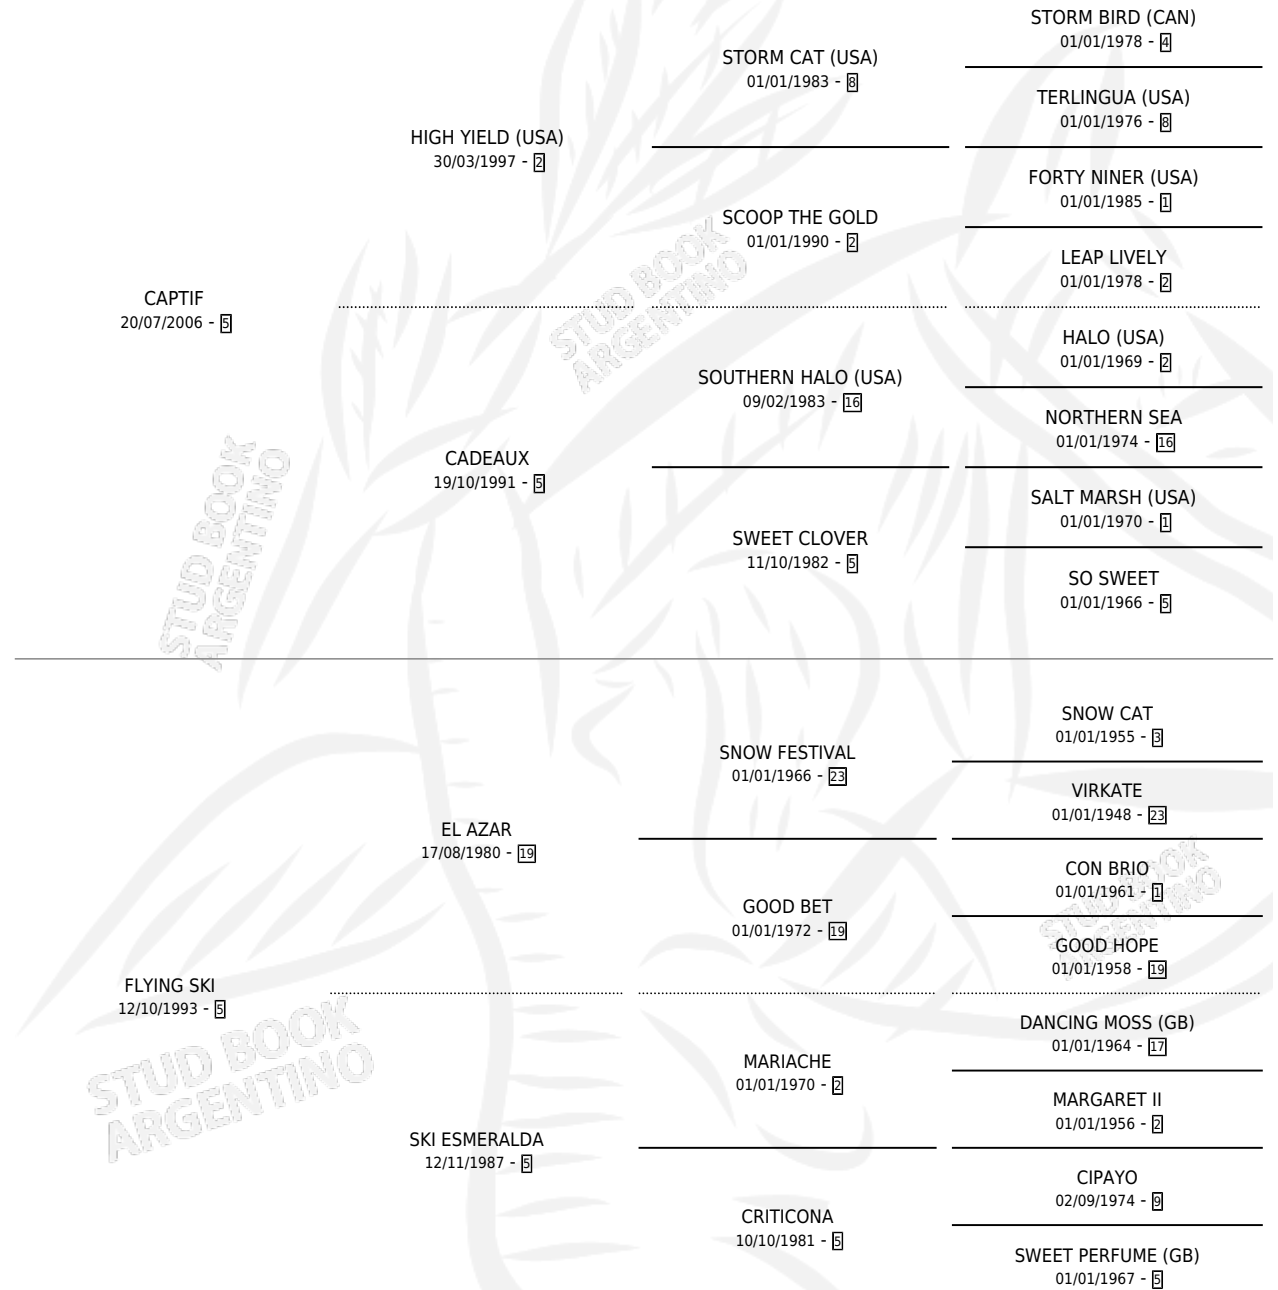 STORM BIRD (CAN)
01/01/1978 - 4
STORM CAT (USA)
01/01/1983 - 8
TERLINGUA (USA)
01/01/1976 - 8
HIGH YIELD (USA)
30/03/1997 - 2
FORTY NINER (USA)
01/01/1985 - 1
SCOOP THE GOLD
01/01/1990 - 2
LEAP LIVELY
01/01/1978 - 2
CAPTIF
20/07/2006 - 5
HALO (USA)
01/01/1969 - 2
SOUTHERN HALO (USA)
09/02/1983 - 16
NORTHERN SEA
01/01/1974 - 16
CADEAUX
19/10/1991 - 5
SALT MARSH (USA)
01/01/1970 - 1
SWEET CLOVER
11/10/1982 - 5
SO SWEET
01/01/1966 - 5
SNOW CAT
01/01/1955 - 3
SNOW FESTIVAL
01/01/1966 - 23
VIRKATE
01/01/1948 - 23
EL AZAR
17/08/1980 - 19
CON BRIO
01/01/1961 - 1
GOOD BET
01/01/1972 - 19
GOOD HOPE
01/01/1958 - 19
FLYING SKI
12/10/1993 - 5
DANCING MOSS (GB)
01/01/1964 - 17
MARIACHE
01/01/1970 - 2
MARGARET II
01/01/1956 - 2
SKI ESMERALDA
12/11/1987 - 5
CIPAYO
02/09/1974 - 9
CRITICONA
10/10/1981 - 5
SWEET PERFUME (GB)
01/01/1967 - 5
STUD BOOK
ARGENTINO
STUD BOOK
ARGENTINO
STUD BOOK
ARGENTINO
STUD BOOK
ARGENTINO